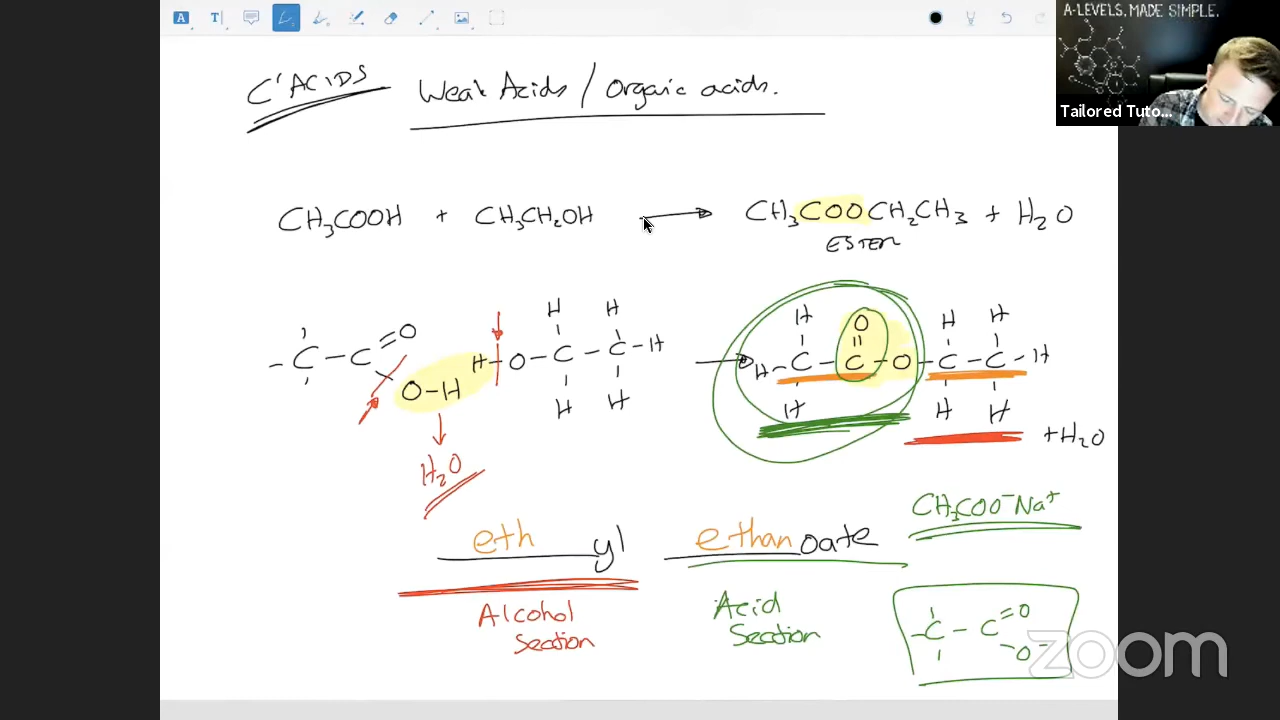 A-LEVELS. MADE SIMPLE.
Tailored Tuto...
C'ACIDS Weak Acids / Orgaic acids.
CH₃COOH + CH₃CH₂OH → CH₃COOCH₂CH₃ + H₂O
ESTER
H H H H H
O O
- C - C H - O - C - C - H → H - C - C - O - C - C - H
O - H
H H H H H
+ H₂O
H₂O
CH₃COO⁻Na⁺
eth yl ethan oate
Alcohol Section
Acid Section
- C - C = O
O⁻
zoom